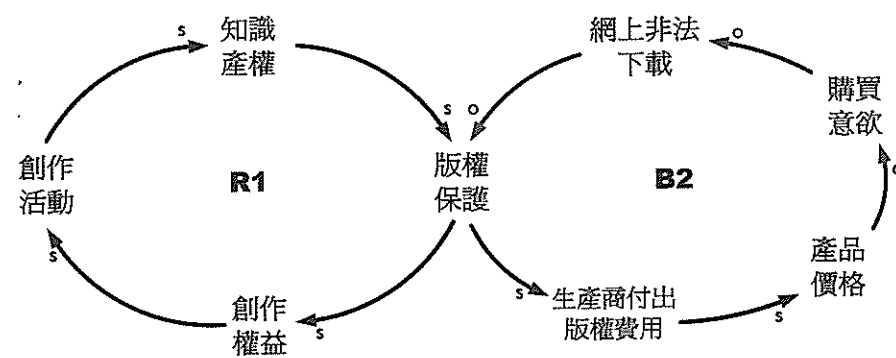 知識
產權
s
s
版權
保護
s
創作
權益
s
創作
活動
R1
網上非法
下載
o
o
購買
意欲
o
產品
價格
s
生產商付出
版權費用
s
B2